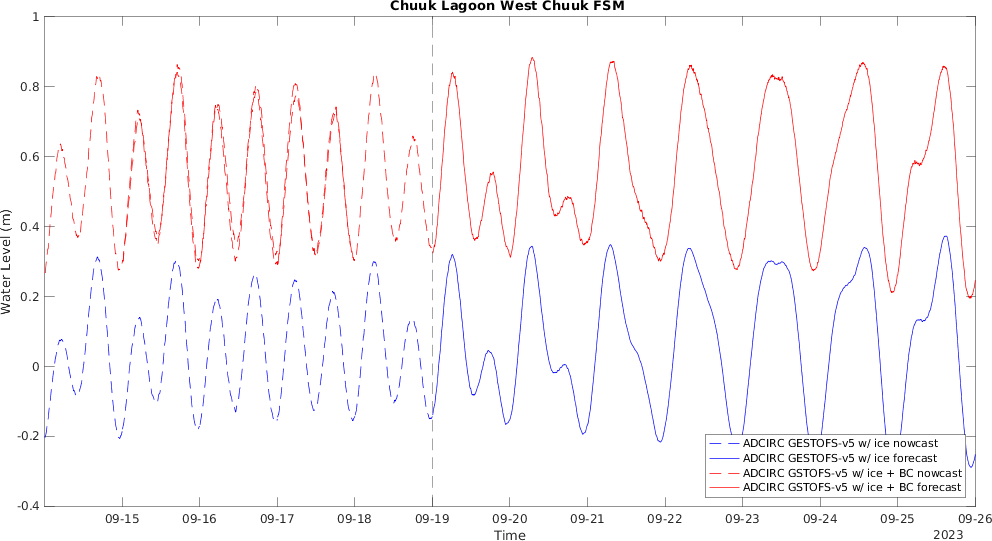 Chuuk Lagoon West Chuuk FSM
1
0.8
0.6
0.4
0.2
0
-0.2
-0.4
Water Level (m)
ADCIRC GESTOFS-v5 w/ ice nowcast
ADCIRC GESTOFS-v5 w/ ice forecast
ADCIRC GSTOFS-v5 w/ ice + BC nowcast
ADCIRC GSTOFS-v5 w/ ice + BC forecast
09-15 09-16 09-17 09-18 09-19 09-20 09-21 09-22 09-23 09-24 09-25 09-26
Time
2023